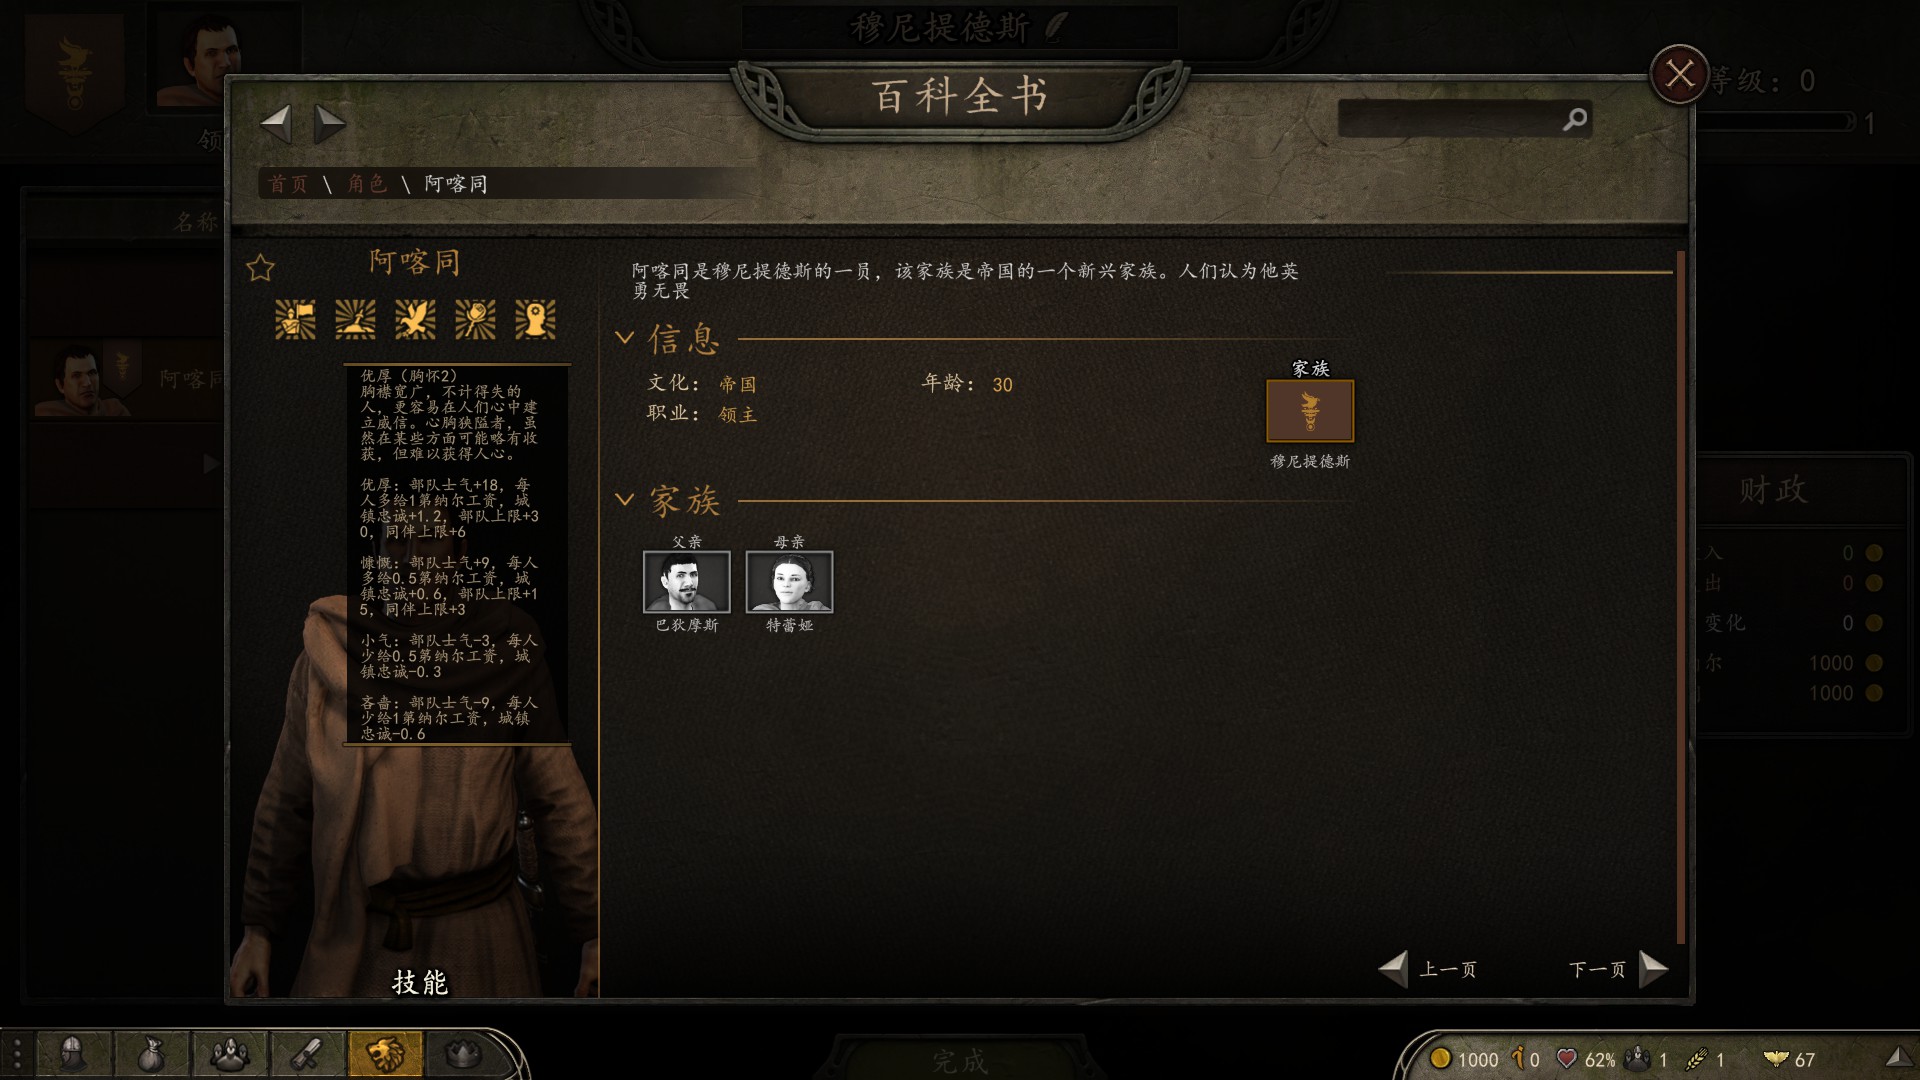 穆尼提德斯
百科全书
等级：0
1
领
首页 \ 角色 \ 阿喀同
名称
阿喀同
阿喀同
阿喀同是穆尼提德斯的一员，该家族是帝国的一个新兴家族。人们认为他英
勇无畏
信息
文化：帝国
年龄：30
职业：领主
家族
穆尼提德斯
家族
父亲
母亲
巴狄摩斯
特蕾娅
优厚（胸怀2）
胸襟宽广，不计得失的
人，更容易在人们心中建
立威信。心胸狭隘者，虽
然在某些方面可能略有收
获，但难以获得人心。
优厚：部队士气+18，每
人多给1第纳尔工资，城
镇忠诚+1.2，部队上限+3
0，同伴上限+6
慷慨：部队士气+9，每人
多给0.5第纳尔工资，城
镇忠诚+0.6，部队上限+1
5，同伴上限+3
小气：部队士气-3，每人
少给0.5第纳尔工资，城
镇忠诚-0.3
吝啬：部队士气-9，每人
少给1第纳尔工资，城镇
忠诚-0.6
技能
财政
入 0
出 0
变化 0
尔 1000
1000
上一页
下一页
完成
1000
0
62%
1
1
67